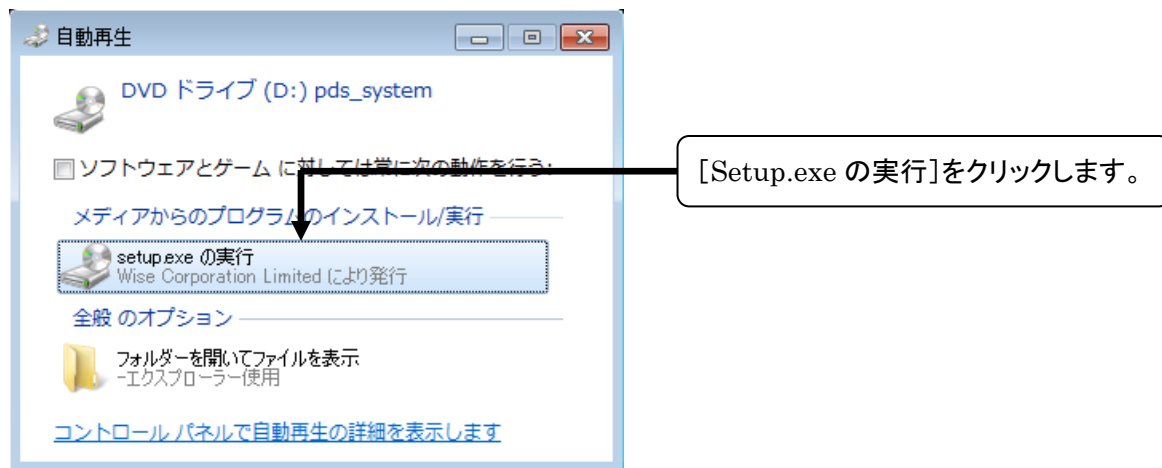 自動再生
DVD ドライブ (D:) pds_system
ソフトウェアとゲーム に対しては常に次の動作を行う:
[Setup.exe の実行]をクリックします。
メディアからのプログラムのインストール/実行
setup.exe の実行
Wise Corporation Limited により発行
全般 のオプション
フォルダーを開いてファイルを表示
-エクスプローラー使用
コントロール パネルで自動再生の詳細を表示します